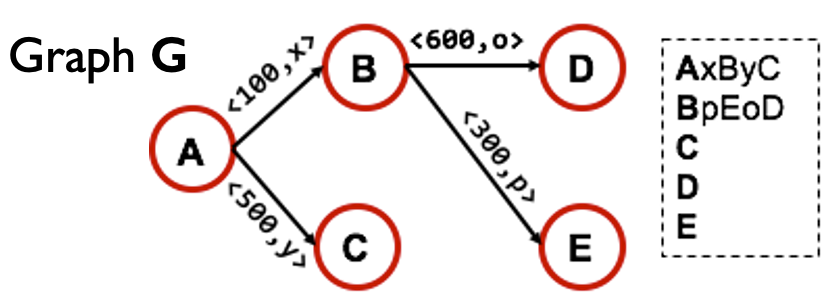 Graph G
<100,x>
B
<600,o>
D
A
<500,y>
C
<300,p>
E
AxByC
BpEoD
C
D
E